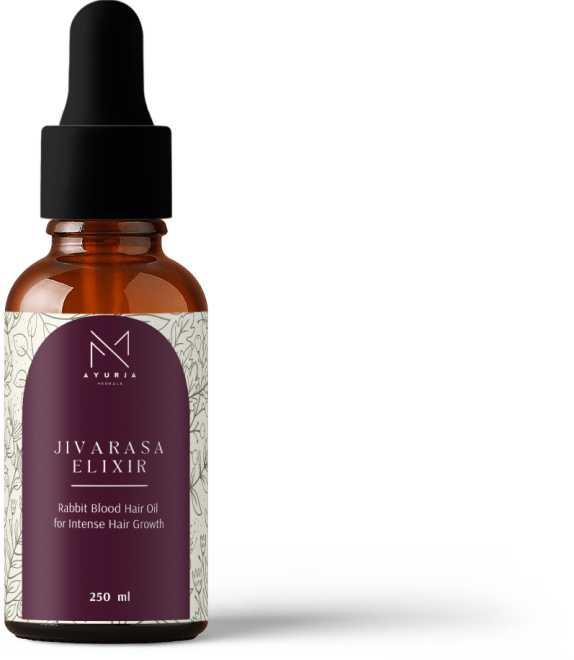 AYURJA
HERBALS
JIVARASA
ELIXIR
Rabbit Blood Hair Oil
for Intense Hair Growth
250 ml